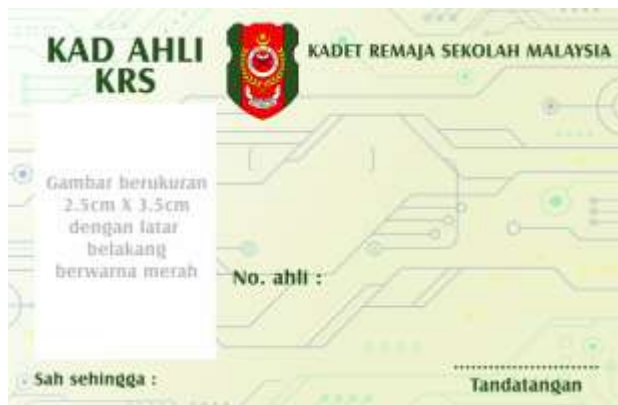 KAD AHLI
KRS
KADET REMAJA SEKOLAH MALAYSIA
Gambar berukuran
2.5cm X 3.5cm
dengan latar
belakang
berwarna merah
No. ahli :
Sah sehingga :
Tandatangan